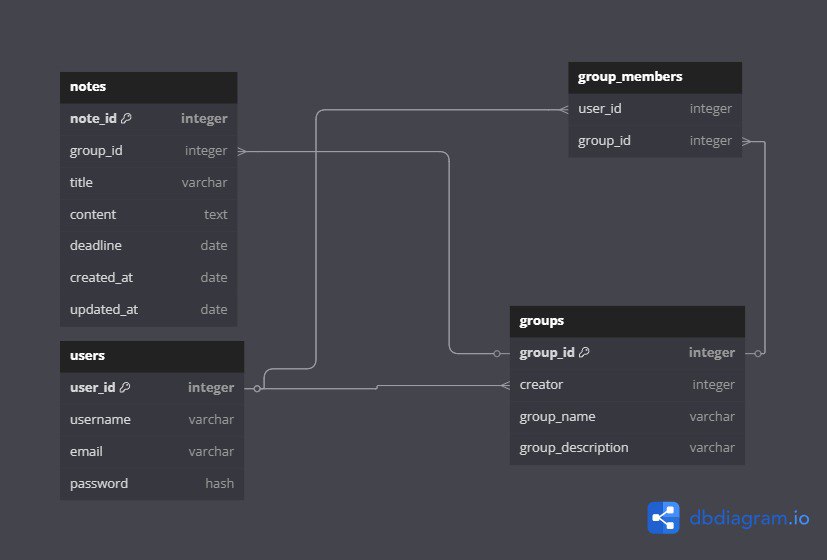 notes
note_id integer
group_id integer
title varchar
content text
deadline date
created_at date
updated_at date
users
user_id integer
username varchar
email varchar
password hash
group_members
user_id integer
group_id integer
groups
group_id integer
creator integer
group_name varchar
group_description varchar
dbdiagram.io